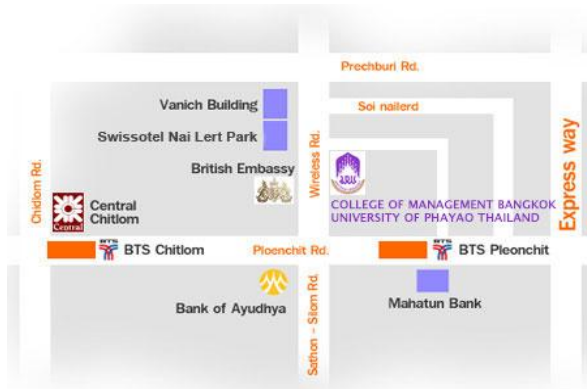 Prechburi Rd.
Vanich Building
Soi nailerd
Swissotel Nai Lert Park
British Embassy
Wireless Rd.
Chidlom Rd.
Express way
Central
Central
Chitlom
COLLEGE OF MANAGEMENT BANGKOK
UNIVERSITY OF PHAYAO THAILAND
BTS
BTS Chitlom
Ploenchit Rd.
BTS
BTS Pleonchit
Bank of Ayudhya
Sathon - Silom Rd.
Mahatun Bank